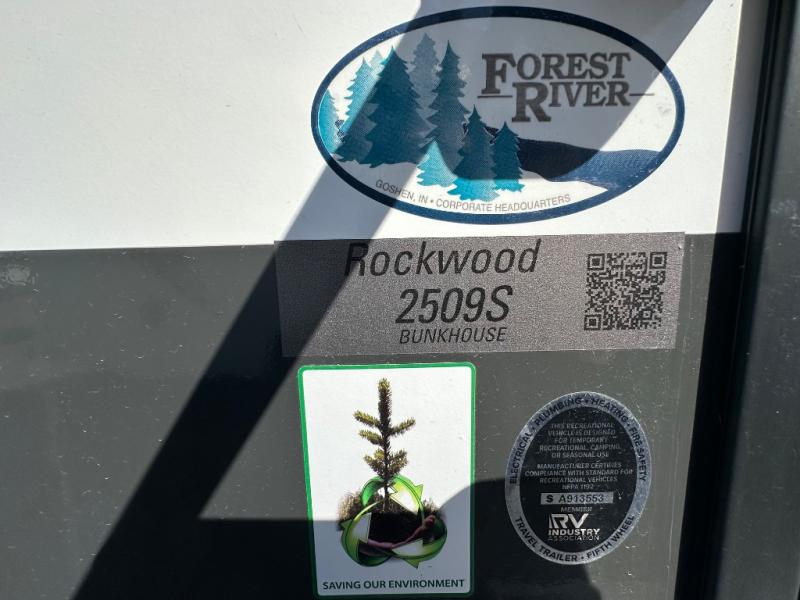 FOREST
RIVER
GOSHEN, IN • CORPORATE HEADQUARTERS
Rockwood
2509S
BUNKHOUSE
SAVING OUR ENVIRONMENT
ELECTRICAL • PLUMBING • HEATING • FIRE SAFETY
THIS RECREATIONAL
VEHICLE IS DESIGNED
FOR TEMPORARY
RECREATIONAL, CAMPING,
OR SEASONAL USE
MANUFACTURER CERTIFIES
COMPLIANCE WITH STANDARD FOR
RECREATIONAL VEHICLES
NFPA 1192
S A913553
MEMBER
RV
INDUSTRY
ASSOCIATION
TRAVEL TRAILER • FIFTH WHEEL